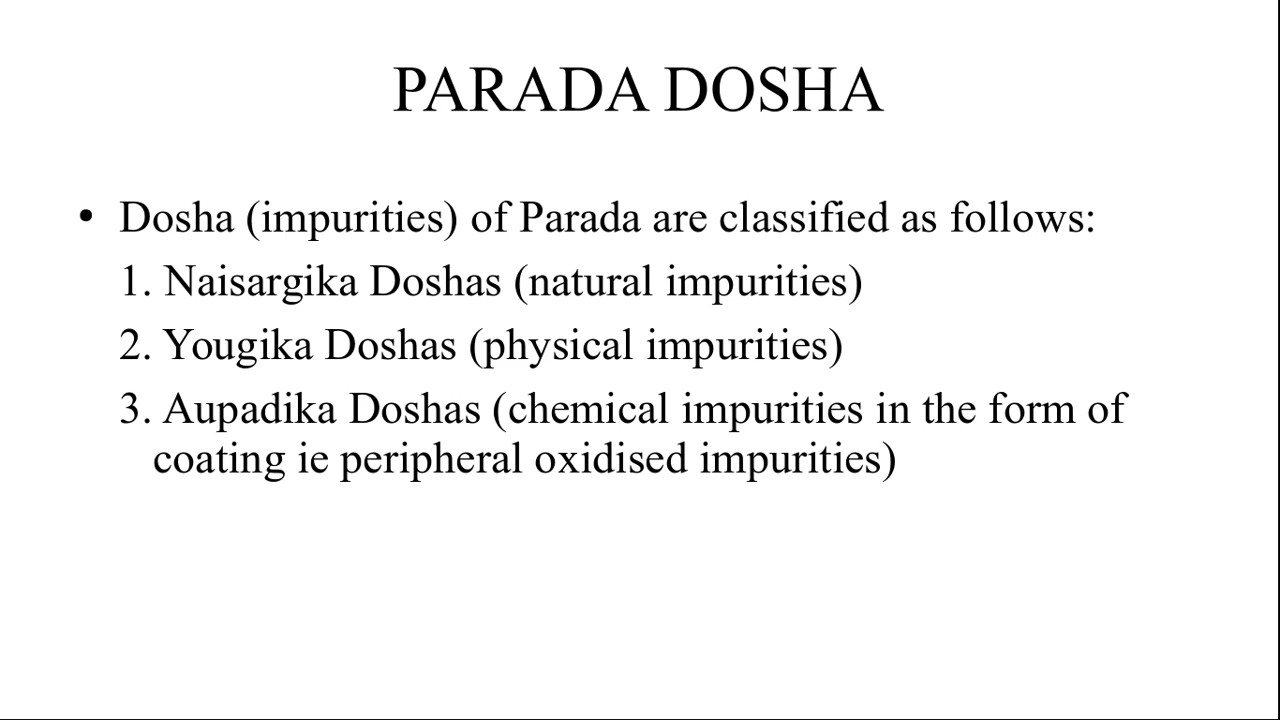 PARADA DOSHA
• Dosha (impurities) of Parada are classified as follows:
1. Naisargika Doshas (natural impurities)
2. Yougika Doshas (physical impurities)
3. Aupadika Doshas (chemical impurities in the form of
coating ie peripheral oxidised impurities)